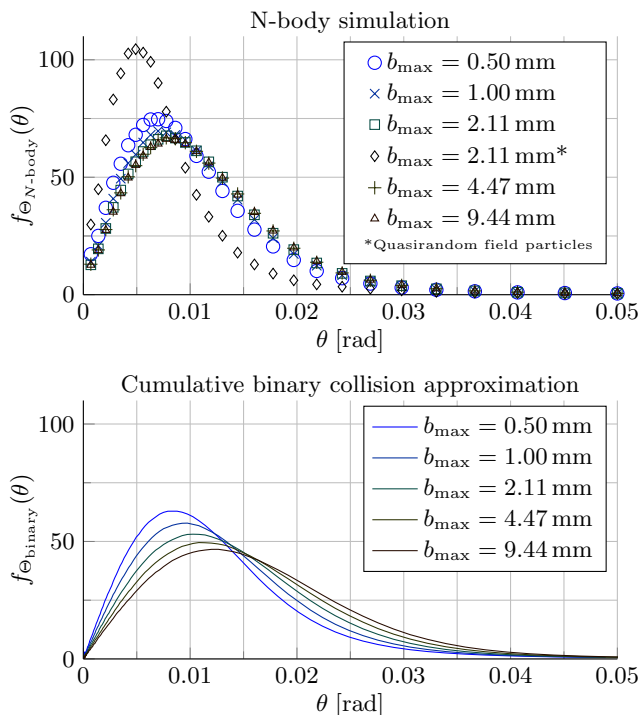 N-body simulation
100
50
0
0 0.01 0.02 0.03 0.04 0.05
θ [rad]
f_{Θ_{N-body}}(θ)
b_max = 0.50 mm
b_max = 1.00 mm
b_max = 2.11 mm
b_max = 2.11 mm*
b_max = 4.47 mm
b_max = 9.44 mm
*Quasirandom field particles
Cumulative binary collision approximation
100
50
0
0 0.01 0.02 0.03 0.04 0.05
θ [rad]
f_{Θ_{binary}}(θ)
b_max = 0.50 mm
b_max = 1.00 mm
b_max = 2.11 mm
b_max = 4.47 mm
b_max = 9.44 mm